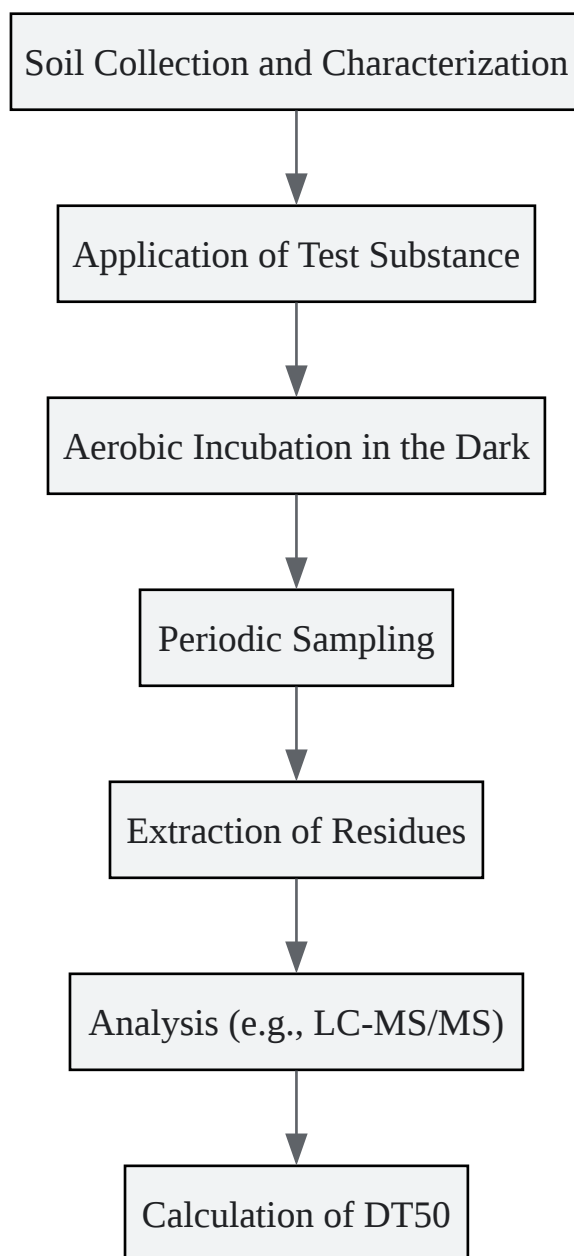 Soil Collection and Characterization
Application of Test Substance
Aerobic Incubation in the Dark
Periodic Sampling
Extraction of Residues
Analysis (e.g., LC-MS/MS)
Calculation of DT50